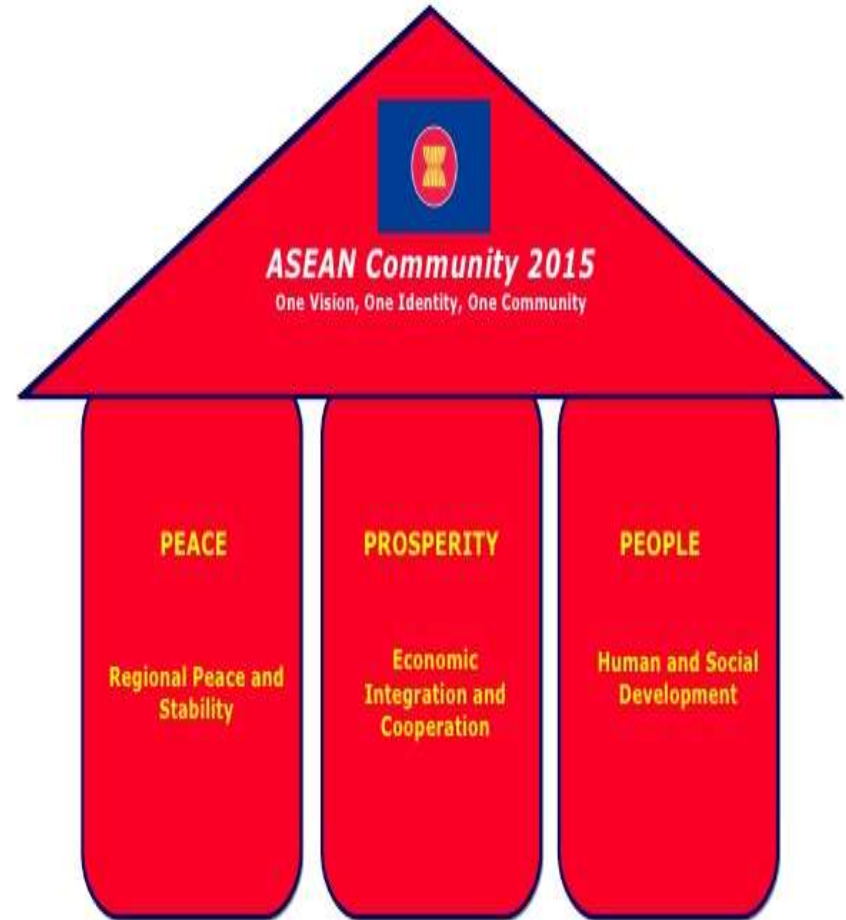 ASEAN Community 2015
One Vision, One Identity, One Community
PEACE
Regional Peace and
Stability
PROSPERITY
Economic
Integration and
Cooperation
PEOPLE
Human and Social
Development